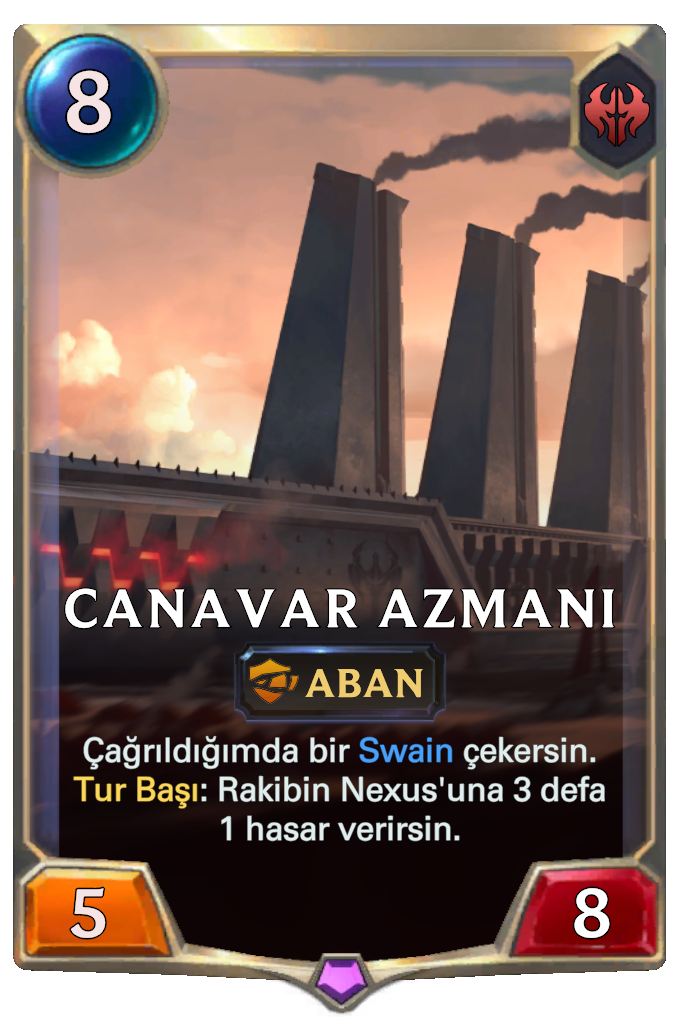 8
CANAVAR AZMANI
ABAN
Çağrıldığımda bir Swain çekersin.
Tur Başı: Rakibin Nexus'una 3 defa
1 hasar verirsin.
5
8